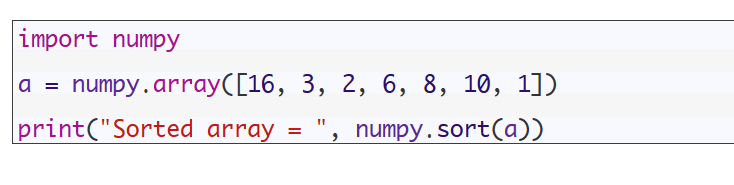 import numpy
a = numpy.array([16, 3, 2, 6, 8, 10, 1])
print("Sorted array = ", numpy.sort(a))